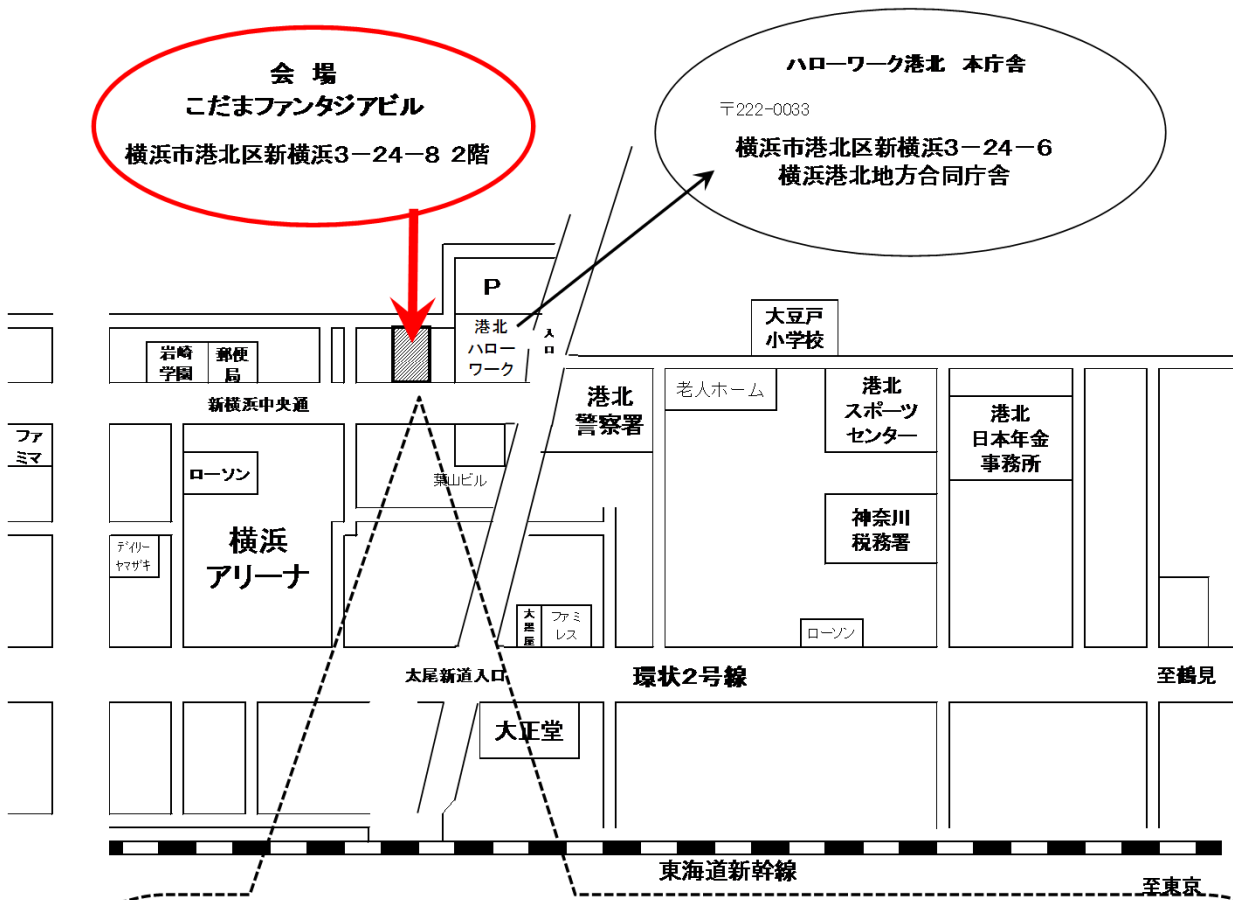 会 場
こだまファンタジアビル
横浜市港北区新横浜3－24－8 2階
ハローワーク港北 本庁舎
〒222-0033
横浜市港北区新横浜3－24－6
横浜港北地方合同庁舎
P
港北
ハロー
ワーク
入
口
大豆戸
小学校
岩崎
学園
郵便
局
新横浜中央通
港北
警察署
老人ホーム
港北
スポーツ
センター
港北
日本年金
事務所
ファ
ミマ
ローソン
葉山ビル
横浜
アリーナ
デイリー
ヤマザキ
神奈川
税務署
大
黒
屋
ファミ
レス
ローソン
太尾新道入口
環状2号線
至鶴見
大正堂
東海道新幹線
至東京